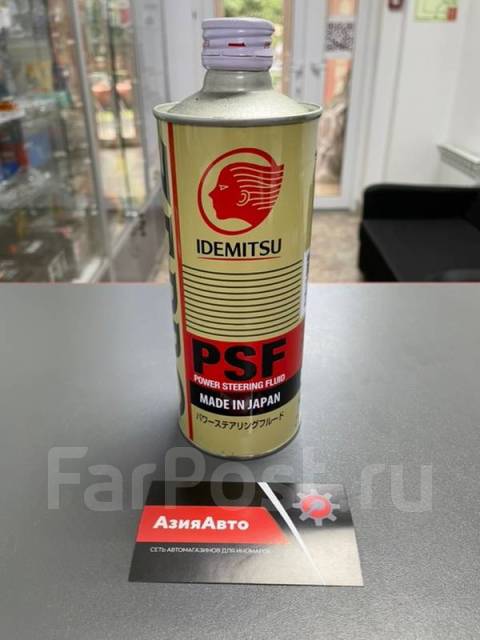 IDEMITSU
PSF
POWER STEERING FLUID
MADE IN JAPAN
パワーステアリングフルード
FarPost.ru
АзияАвто
СЕТЬ АВТОМАГАЗИНОВ ДЛЯ ИНОМАРОК